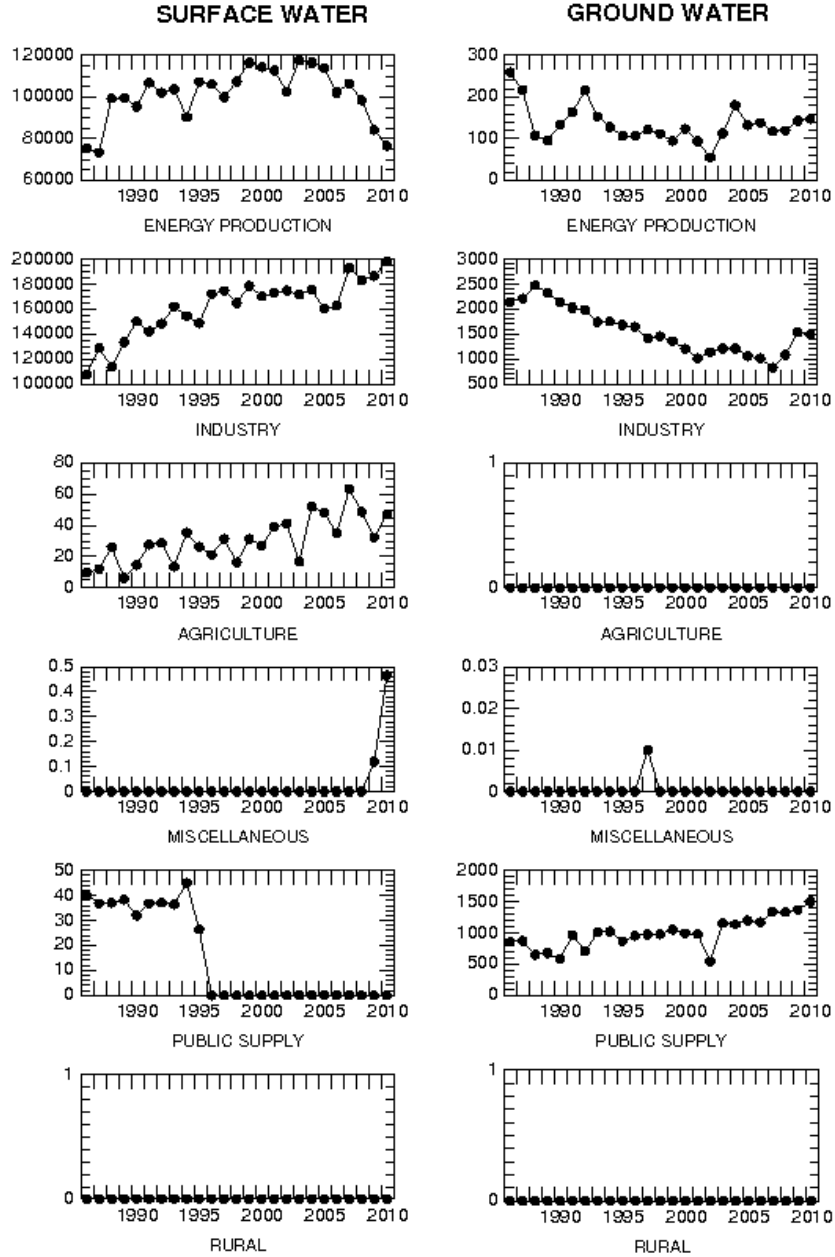 SURFACE WATER
GROUND WATER
120000
100000
80000
60000
1990 1995 2000 2005 2010
ENERGY PRODUCTION
300
200
100
0
1990 1995 2000 2005 2010
ENERGY PRODUCTION
200000
180000
160000
140000
120000
100000
1990 1995 2000 2005 2010
INDUSTRY
3000
2500
2000
1500
1000
500
1990 1995 2000 2005 2010
INDUSTRY
80
60
40
20
0
1990 1995 2000 2005 2010
AGRICULTURE
1
0
1990 1995 2000 2005 2010
AGRICULTURE
0.5
0.4
0.3
0.2
0.1
0
1990 1995 2000 2005 2010
MISCELLANEOUS
0.03
0.02
0.01
0
1990 1995 2000 2005 2010
MISCELLANEOUS
50
40
30
20
10
0
1990 1995 2000 2005 2010
PUBLIC SUPPLY
2000
1500
1000
500
0
1990 1995 2000 2005 2010
PUBLIC SUPPLY
1
0
1990 1995 2000 2005 2010
RURAL
1
0
1990 1995 2000 2005 2010
RURAL